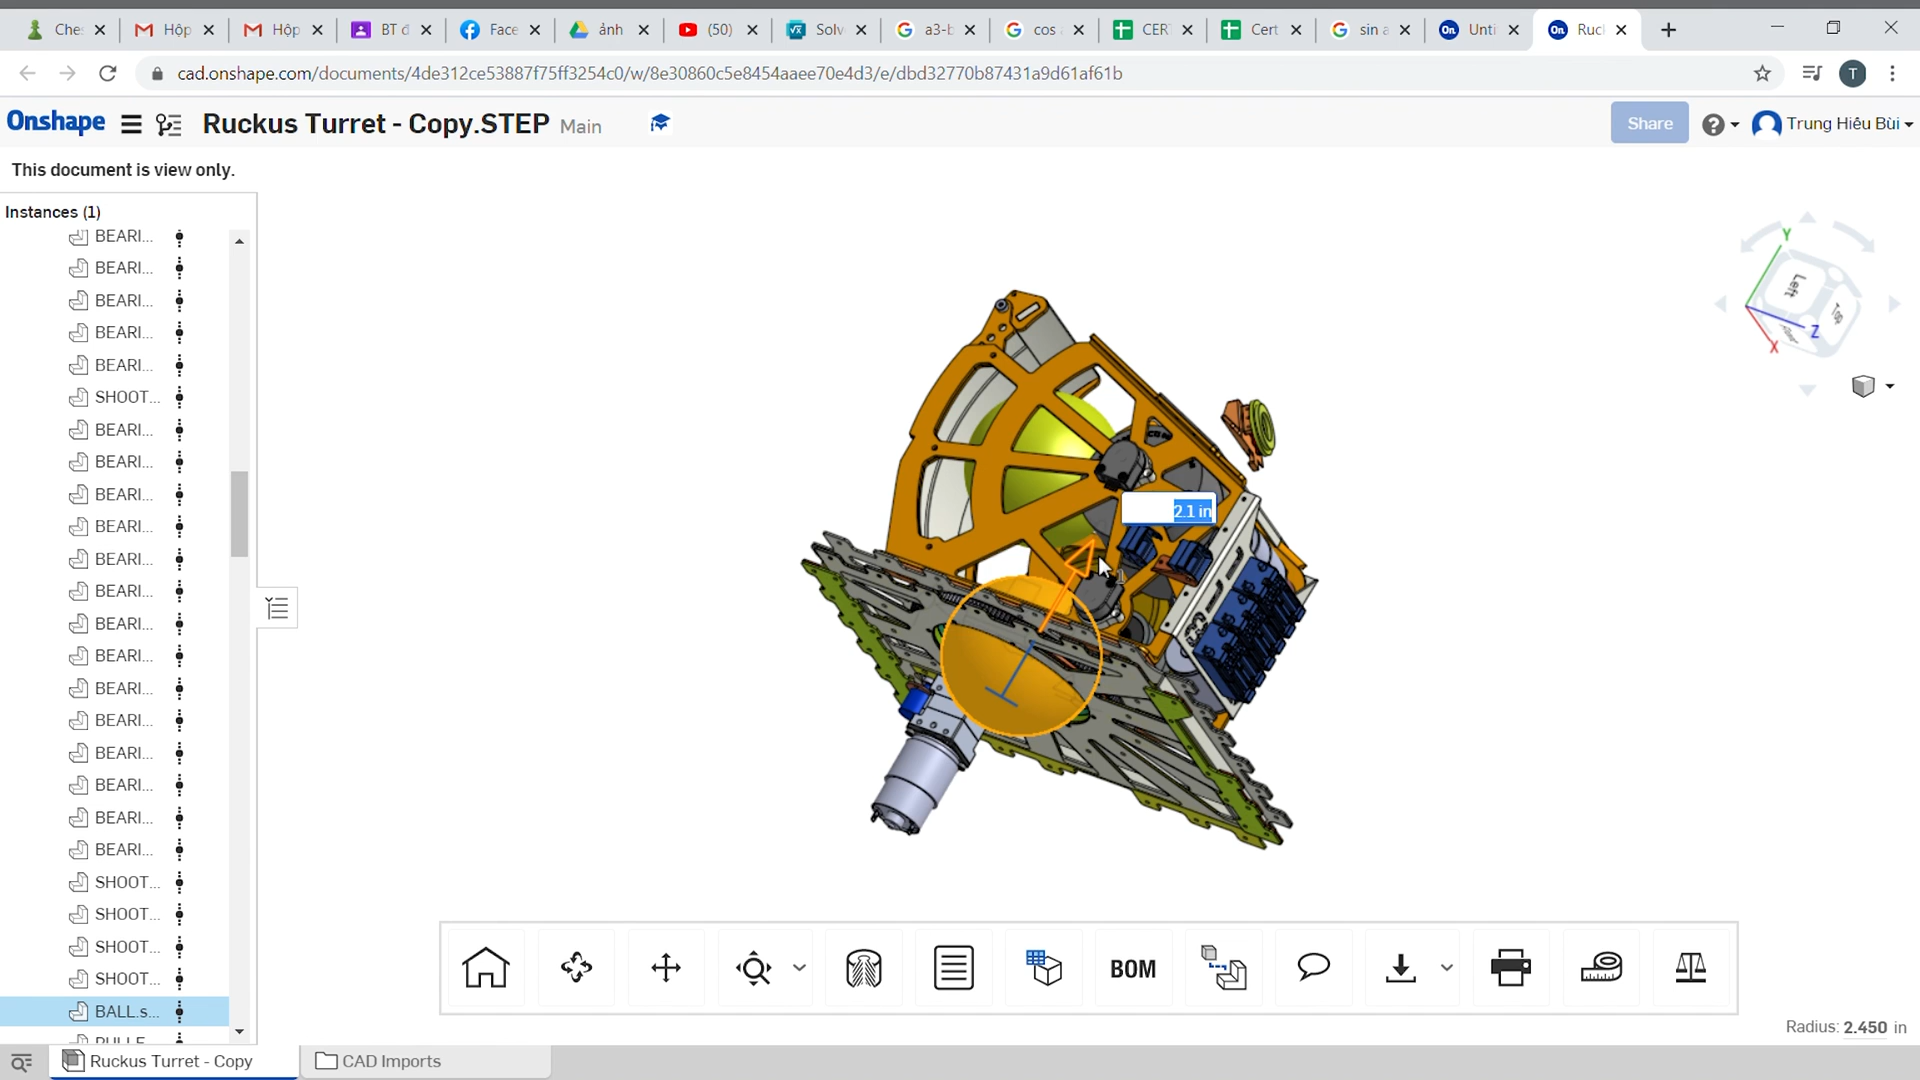 Che:
Hộp
Hộp
BT đ
Face
ảnh
(50)
Solv
a3-b
cos
CER
Cert
sin a
Unti
Ruc
cad.onshape.com/documents/4de312ce53887f75ff3254c0/w/8e30860c5e8454aaee70e4d3/e/dbd32770b87431a9d61af61b
T
Onshape
Ruckus Turret - Copy.STEP Main
Share
Trung Hiếu Bùi
This document is view only.
Instances (1)
BEARI...
BEARI...
BEARI...
BEARI...
BEARI...
SHOOT...
BEARI...
BEARI...
BEARI...
BEARI...
BEARI...
BEARI...
BEARI...
BEARI...
BEARI...
BEARI...
BEARI...
BEARI...
BEARI...
BEARI...
SHOOT...
SHOOT...
SHOOT...
SHOOT...
BALL.s...
Y
Left
Top
Z
X
2.1 in
1
BOM
Radius: 2.450 in
Ruckus Turret - Copy
CAD Imports